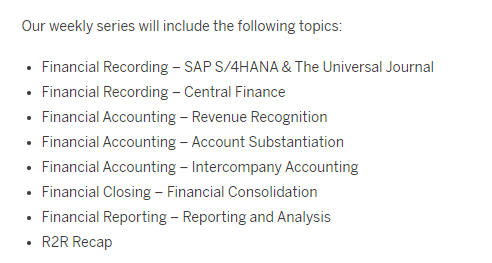 Our weekly series will include the following topics:
• Financial Recording – SAP S/4HANA & The Universal Journal
• Financial Recording – Central Finance
• Financial Accounting – Revenue Recognition
• Financial Accounting – Account Substantiation
• Financial Accounting – Intercompany Accounting
• Financial Closing – Financial Consolidation
• Financial Reporting – Reporting and Analysis
• R2R Recap